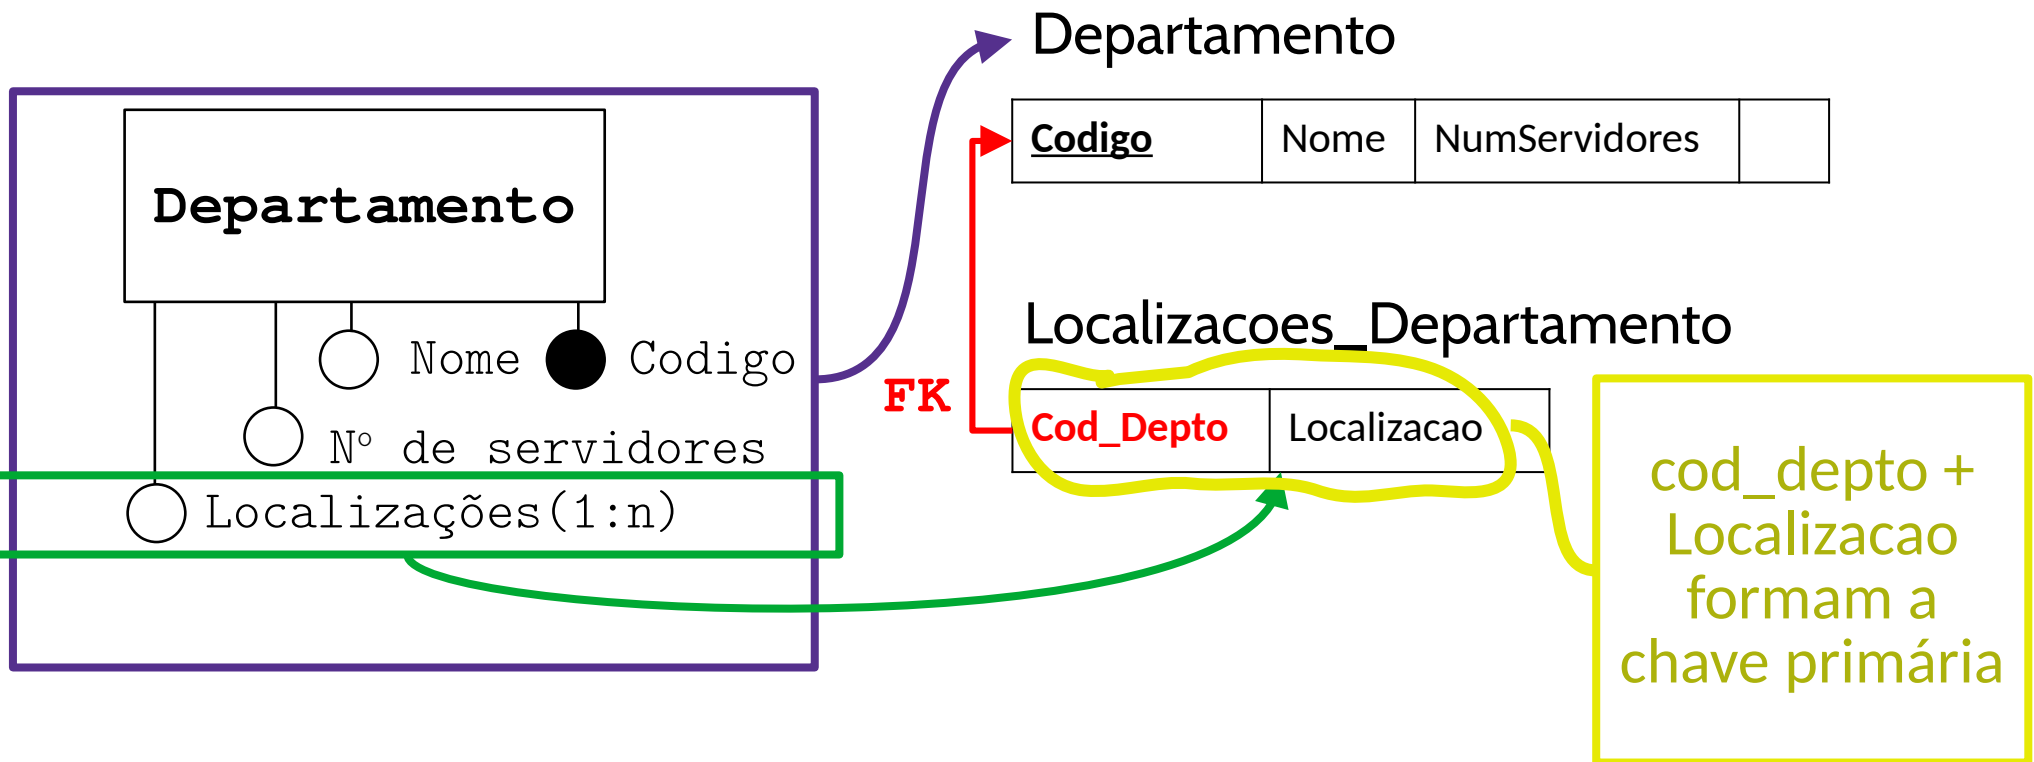 Departamento
Nome
Codigo
Nº de servidores
Localizações(1:n)
Departamento
Codigo Nome NumServidores
Localizacoes_Departamento
FK
Cod_Depto Localizacao
cod_depto +
Localizacao
formam a
chave primária